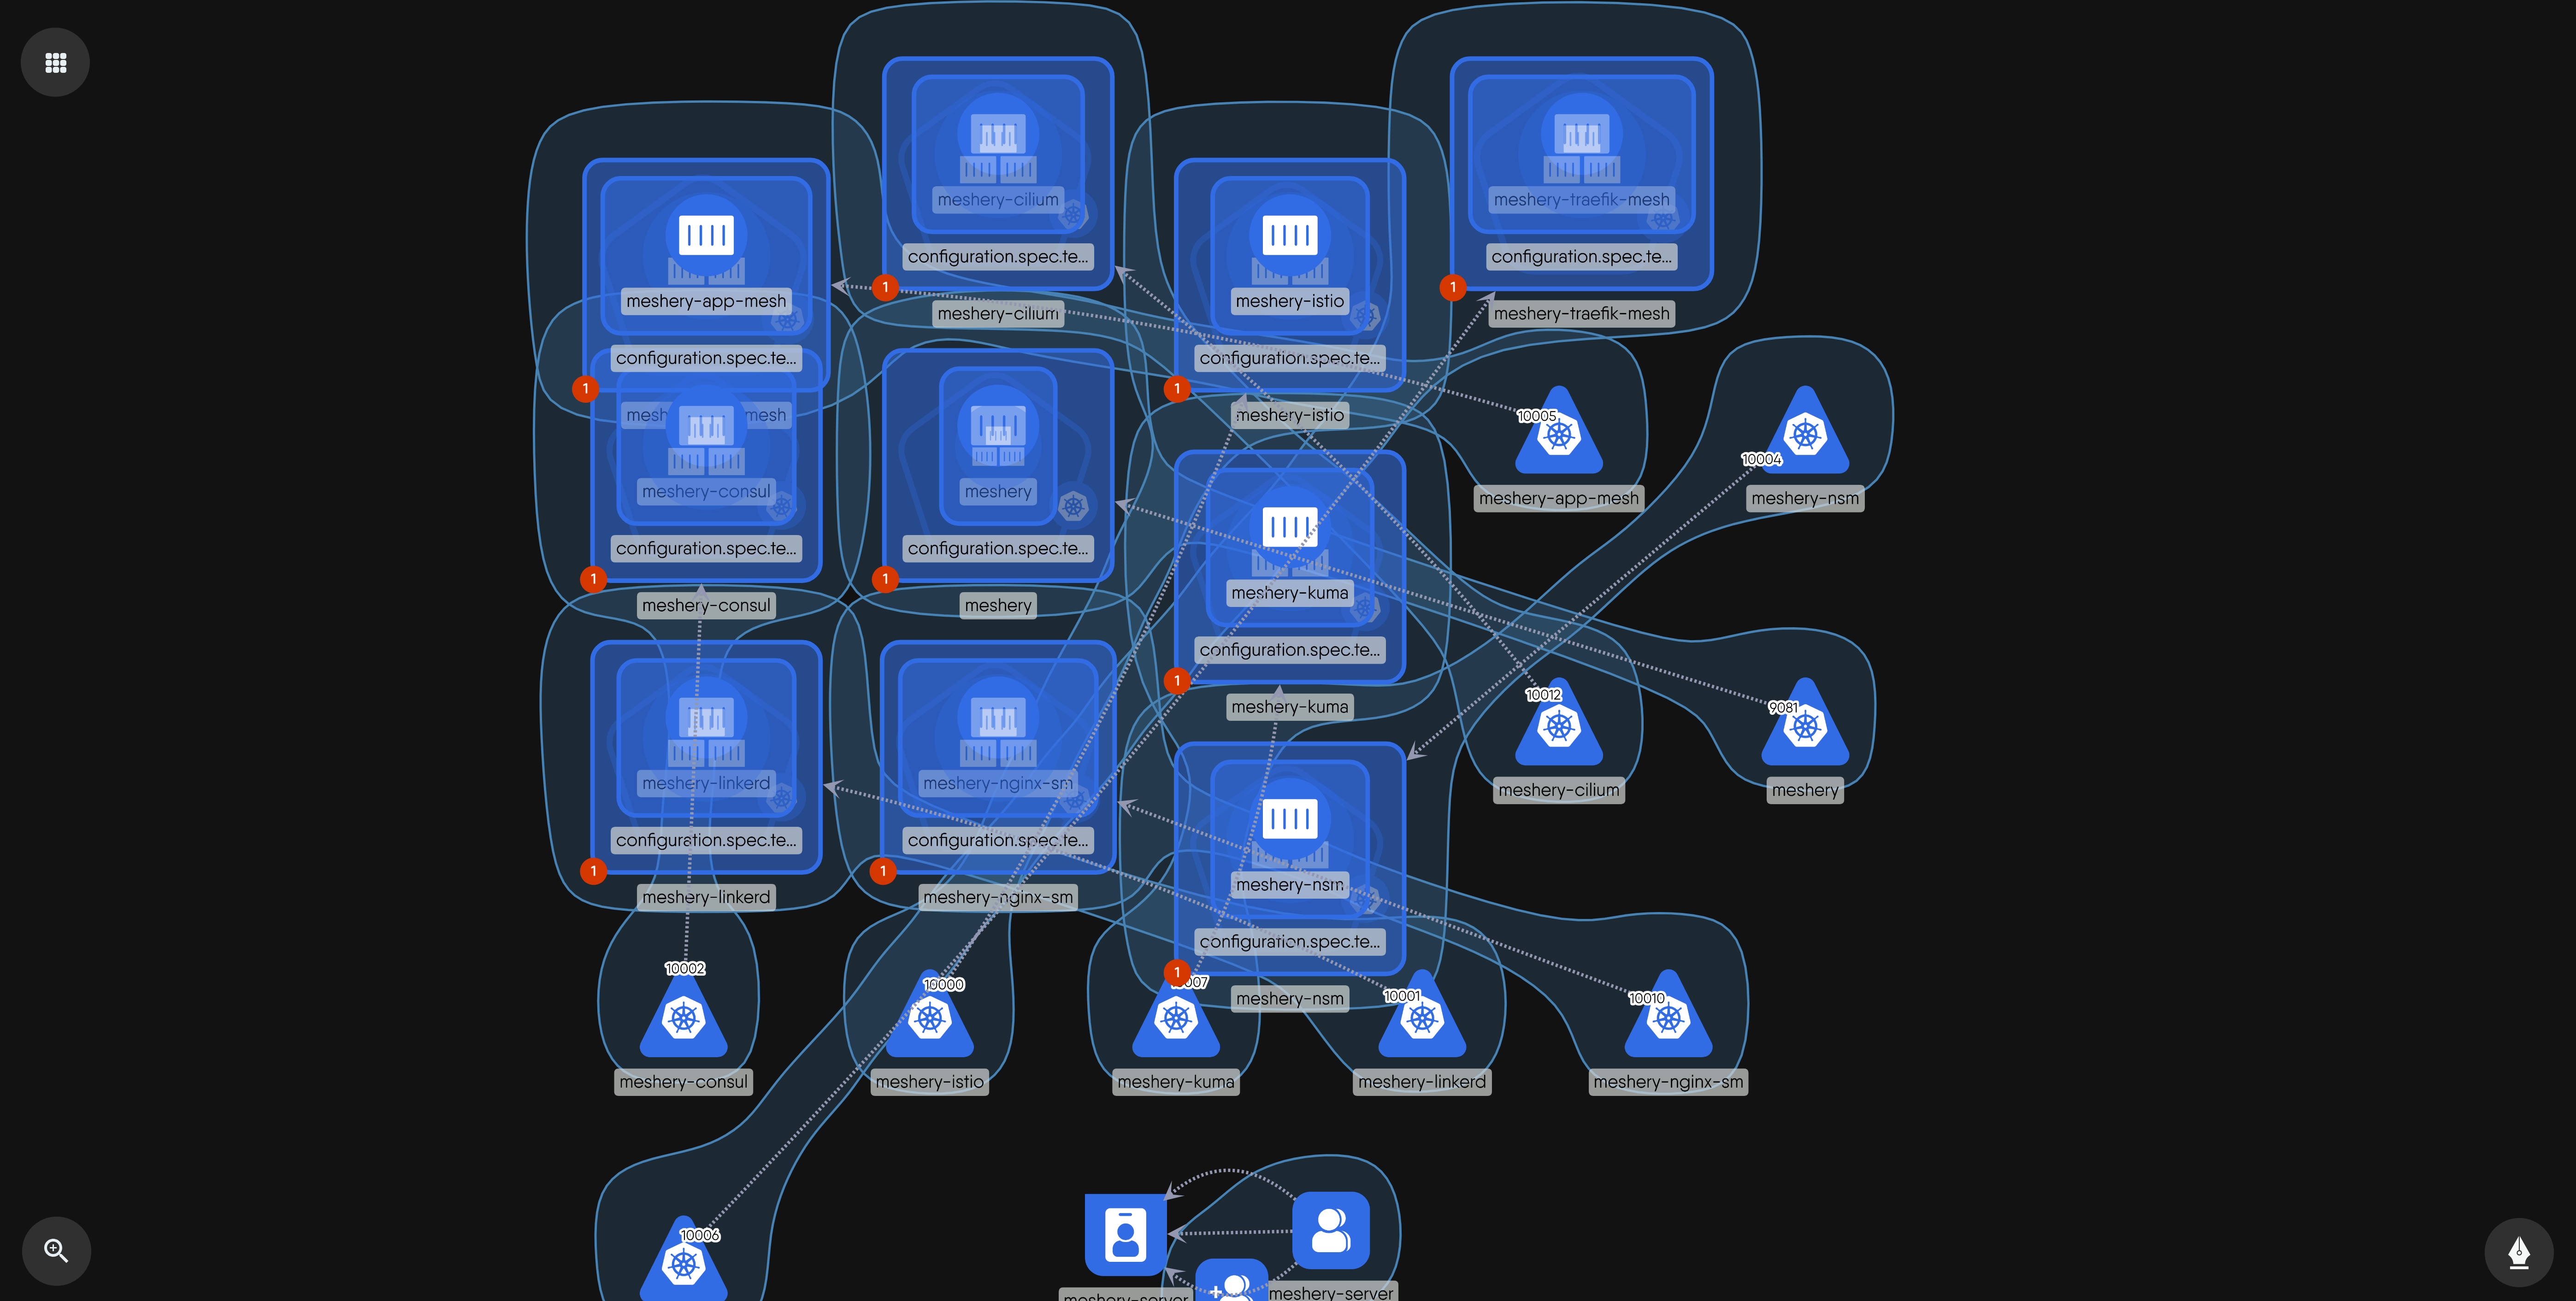 meshery-cilium
configuration.spec.te...
1
meshery-cilium
meshery-traefik-mesh
configuration.spec.te...
1
meshery-traefik-mesh
meshery-app-mesh
configuration.spec.te...
1
meshery-istio
configuration.spec.te...
1
meshery-istio
10005
meshery-app-mesh
10004
meshery-nsm
mesh mesh
meshery-consul
configuration.spec.te...
1
meshery-consul
meshery
configuration.spec.te...
1
meshery
meshery-kuma
configuration.spec.te...
1
meshery-kuma
10012
meshery-cilium
9081
meshery
meshery-linkerd
configuration.spec.te...
1
meshery-linkerd
meshery-nginx-sm
configuration.spec.te...
1
meshery-nginx-sm
meshery-nsm
configuration.spec.te...
1
meshery-nsm
10002
meshery-consul
10000
meshery-istio
007
meshery-kuma
10001
meshery-linkerd
10010
meshery-nginx-sm
10006
meshery-server
meshery-server